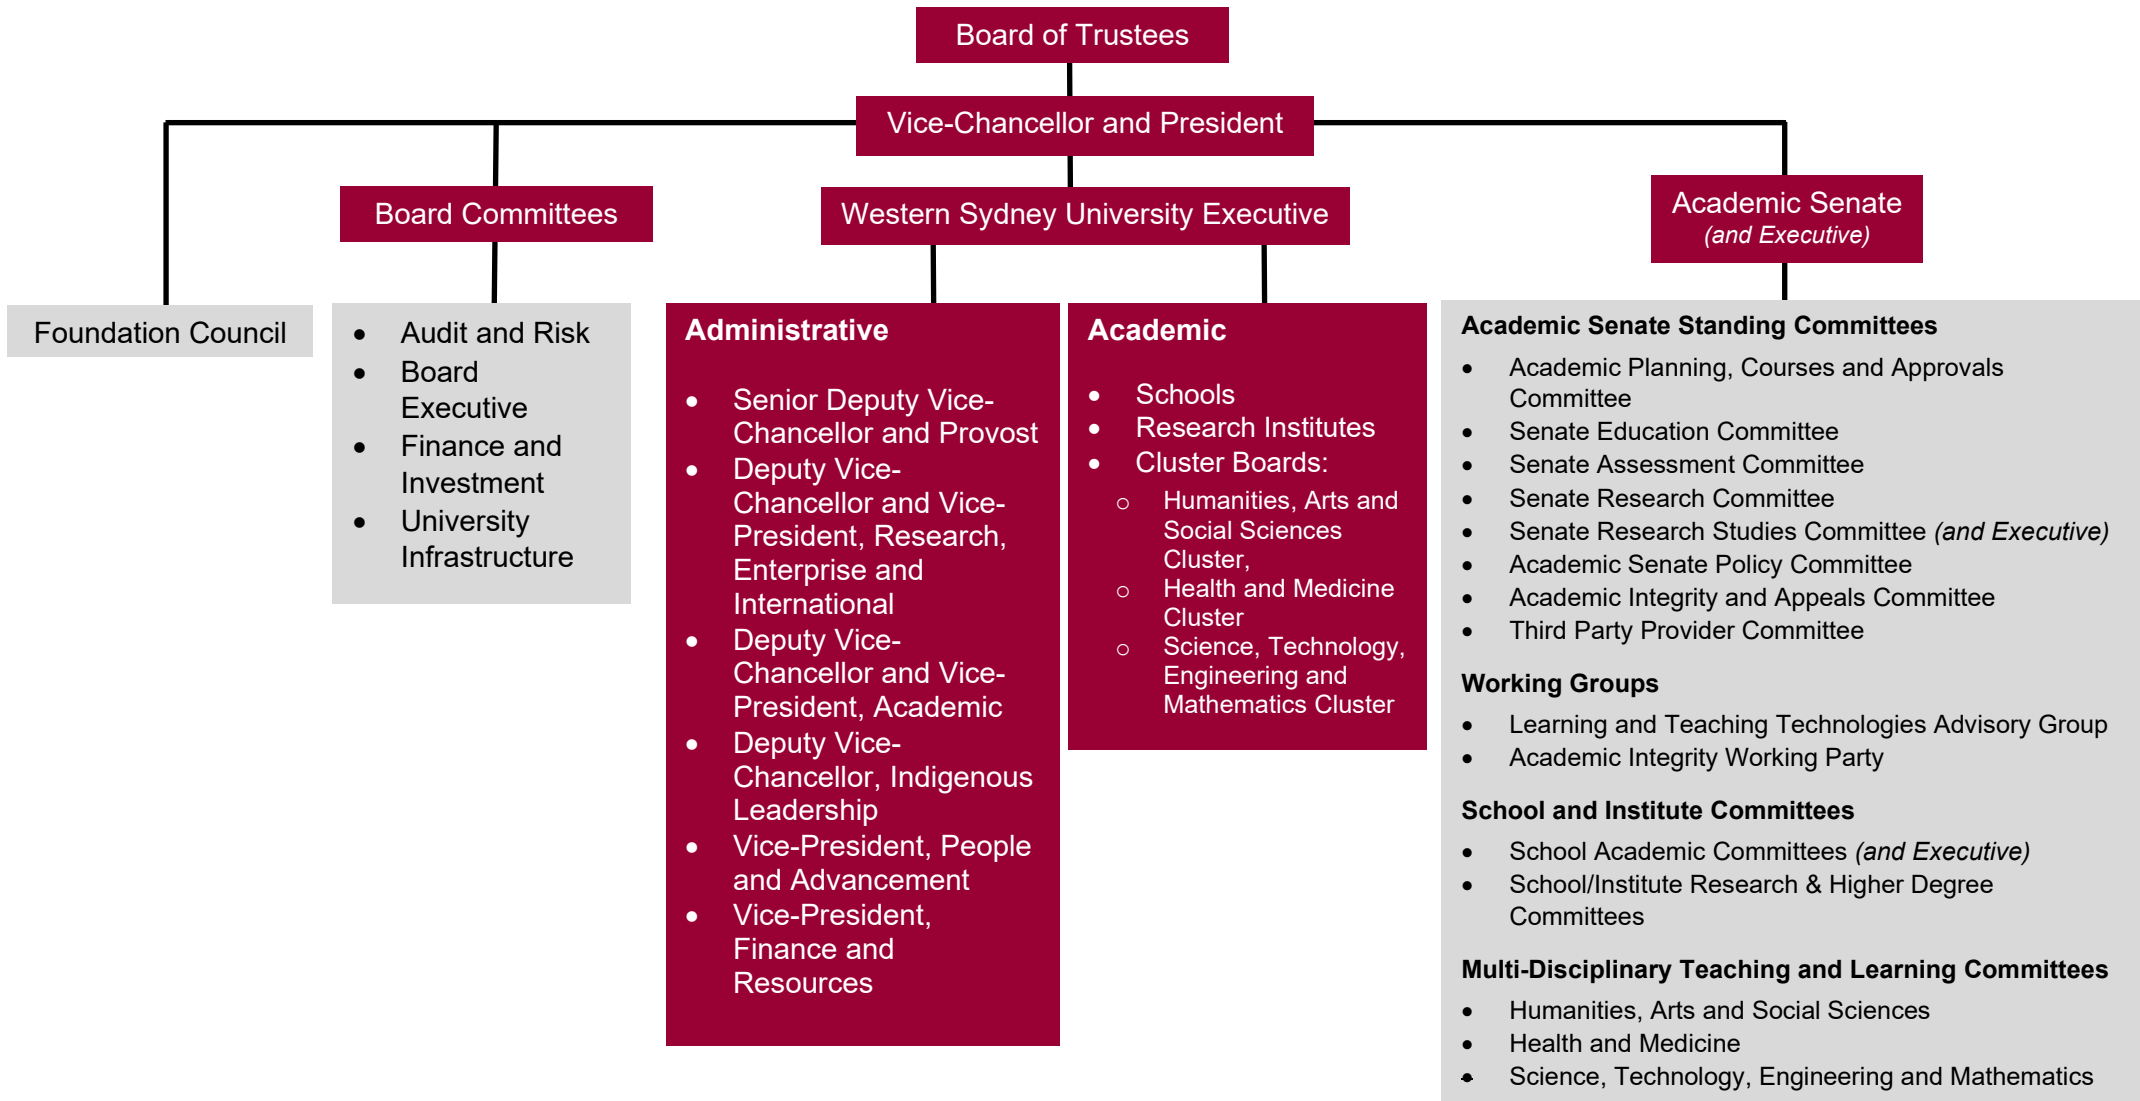 Board of Trustees
Vice-Chancellor and President
Board Committees
Western Sydney University Executive
Academic Senate
(and Executive)
Foundation Council
• Audit and Risk
• Board
Executive
• Finance and
Investment
• University
Infrastructure
Administrative
• Senior Deputy Vice-
Chancellor and Provost
• Deputy Vice-
Chancellor and Vice-
President, Research,
Enterprise and
International
• Deputy Vice-
Chancellor and Vice-
President, Academic
• Deputy Vice-
Chancellor, Indigenous
Leadership
• Vice-President, People
and Advancement
• Vice-President,
Finance and
Resources
Academic
• Schools
• Research Institutes
• Cluster Boards:
o Humanities, Arts and
Social Sciences
Cluster,
o Health and Medicine
Cluster
o Science, Technology,
Engineering and
Mathematics Cluster
Academic Senate Standing Committees
• Academic Planning, Courses and Approvals
Committee
• Senate Education Committee
• Senate Assessment Committee
• Senate Research Committee
• Senate Research Studies Committee (and Executive)
• Academic Senate Policy Committee
• Academic Integrity and Appeals Committee
• Third Party Provider Committee
Working Groups
• Learning and Teaching Technologies Advisory Group
• Academic Integrity Working Party
School and Institute Committees
• School Academic Committees (and Executive)
• School/Institute Research & Higher Degree
Committees
Multi-Disciplinary Teaching and Learning Committees
• Humanities, Arts and Social Sciences
• Health and Medicine
• Science, Technology, Engineering and Mathematics